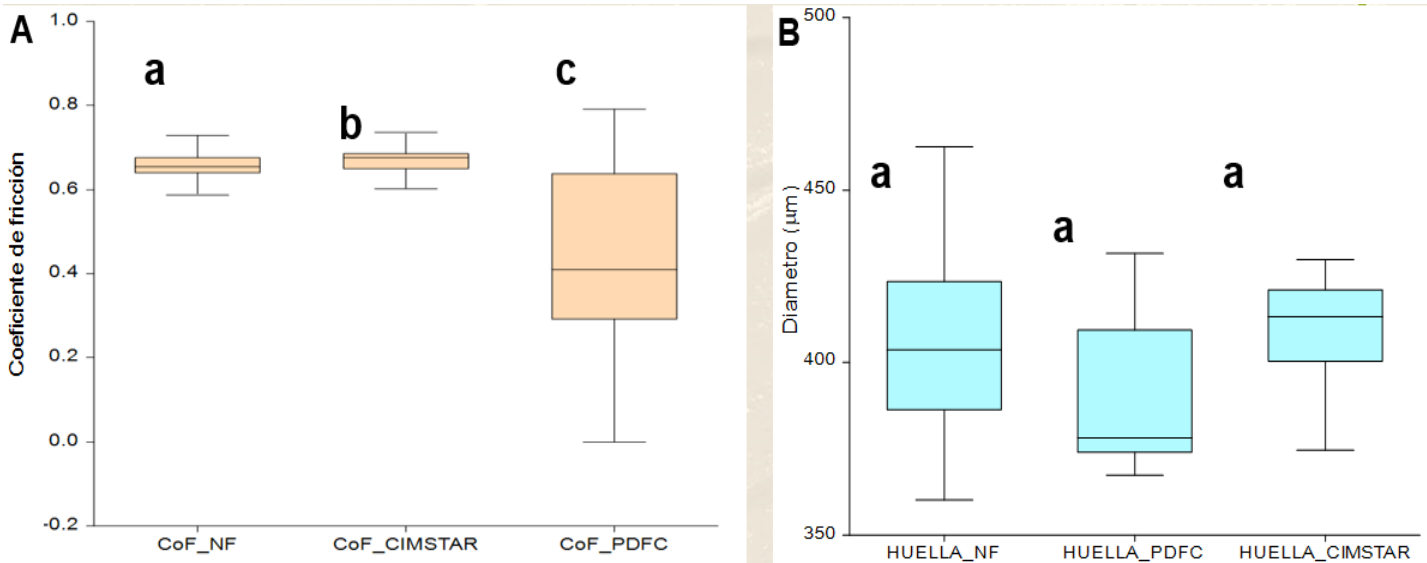 A
Coeficiente de fricción
1.0
0.8
0.6
0.4
0.2
0.0
-0.2
a
b
c
CoF_NF
CoF_CIMSTAR
CoF_PDFC
B
Diametro (µm)
500
450
400
350
a
a
a
HUELLA_NF
HUELLA_PDFC
HUELLA_CIMSTAR